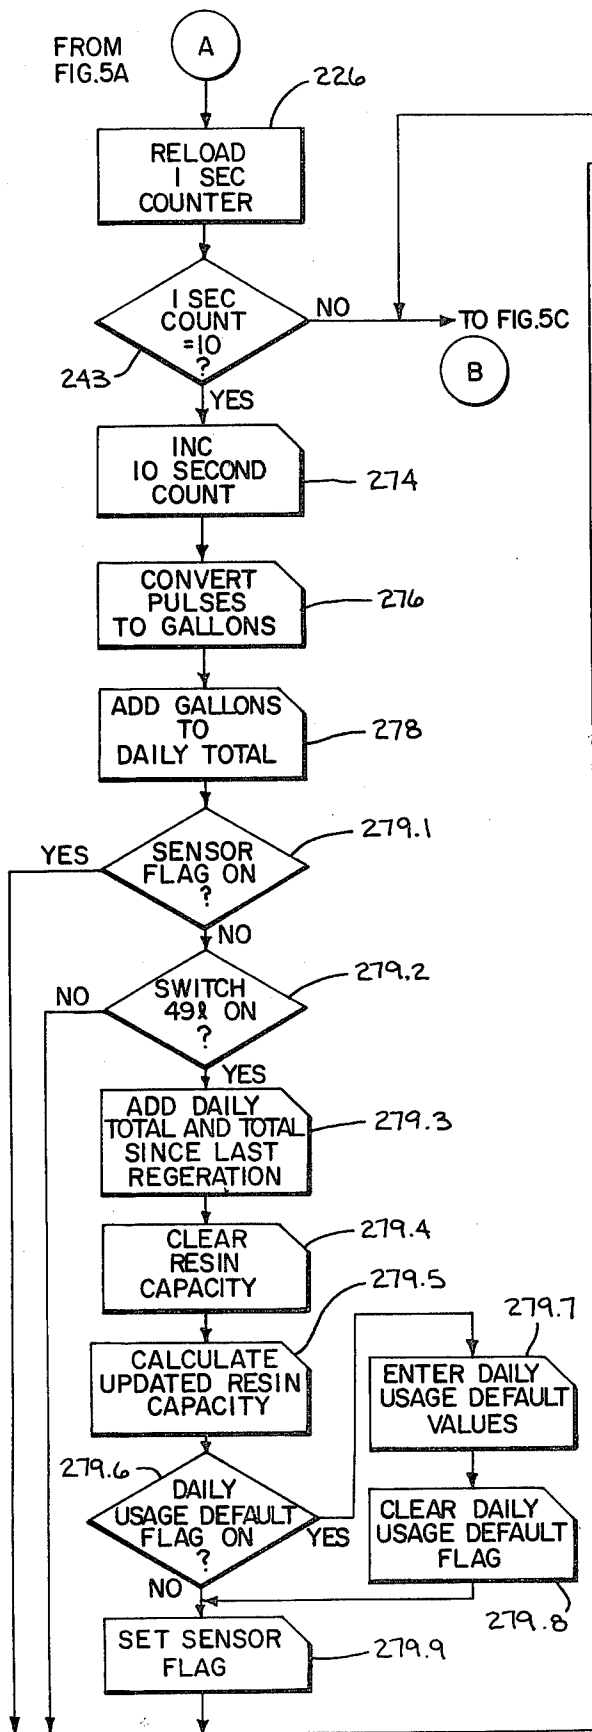 FROM
FIG.5A
A
226
RELOAD
1 SEC
COUNTER
1 SEC
COUNT
=10
?
NO
TO FIG.5C
B
243
YES
INC
10 SECOND
COUNT
274
CONVERT
PULSES
TO GALLONS
276
ADD GALLONS
TO
DAILY TOTAL
278
279.1
YES
SENSOR
FLAG ON
?
NO
279.2
NO
SWITCH
49ℓ ON
?
YES
ADD DAILY
TOTAL AND TOTAL
SINCE LAST
REGERATION
279.3
279.4
CLEAR
RESIN
CAPACITY
279.5
CALCULATE
UPDATED RESIN
CAPACITY
279.7
ENTER DAILY
USAGE DEFAULT
VALUES
279.6
DAILY
USAGE DEFAULT
FLAG ON
?
YES
NO
CLEAR DAILY
USAGE DEFAULT
FLAG
279.8
SET SENSOR
FLAG
279.9